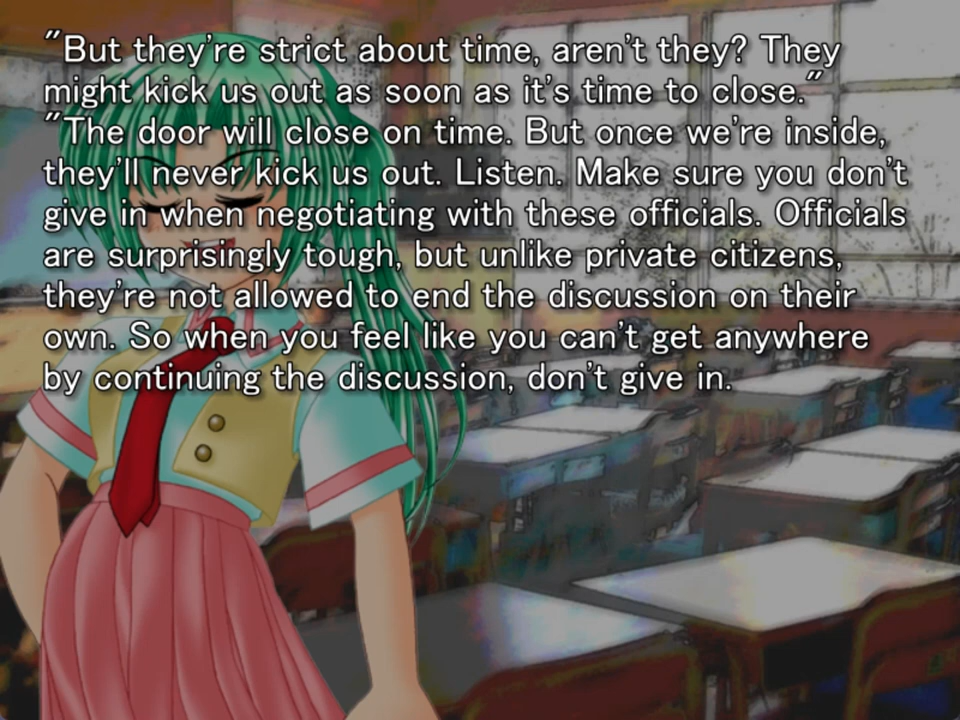 "But they're strict about time, aren't they? They
might kick us out as soon as it's time to close."
"The door will close on time. But once we're inside,
they'll never kick us out. Listen. Make sure you don't
give in when negotiating with these officials. Officials
are surprisingly tough, but unlike private citizens,
they're not allowed to end the discussion on their
own. So when you feel like you can't get anywhere
by continuing the discussion, don't give in.